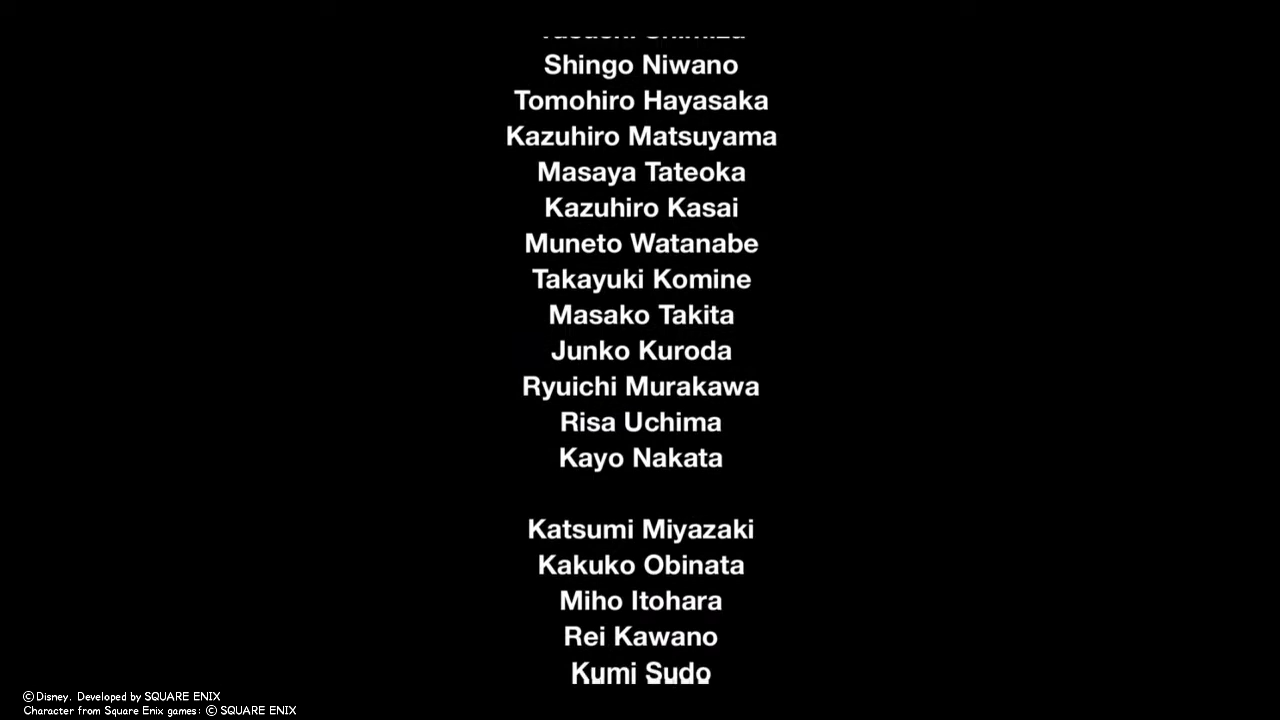 Shingo Niwano
Tomohiro Hayasaka
Kazuhiro Matsuyama
Masaya Tateoka
Kazuhiro Kasai
Muneto Watanabe
Takayuki Komine
Masako Takita
Junko Kuroda
Ryuichi Murakawa
Risa Uchima
Kayo Nakata
Katsumi Miyazaki
Kakuko Obinata
Miho Itohara
Rei Kawano
Kumi Sudo
© Disney. Developed by SQUARE ENIX
Character from Square Enix games: © SQUARE ENIX